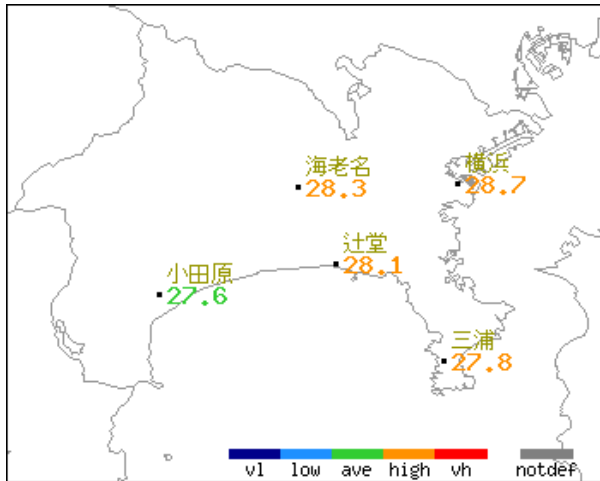 海老名
28.3
横浜
28.7
辻堂
28.1
小田原
27.6
三浦
27.8
vl low ave high vh notdef